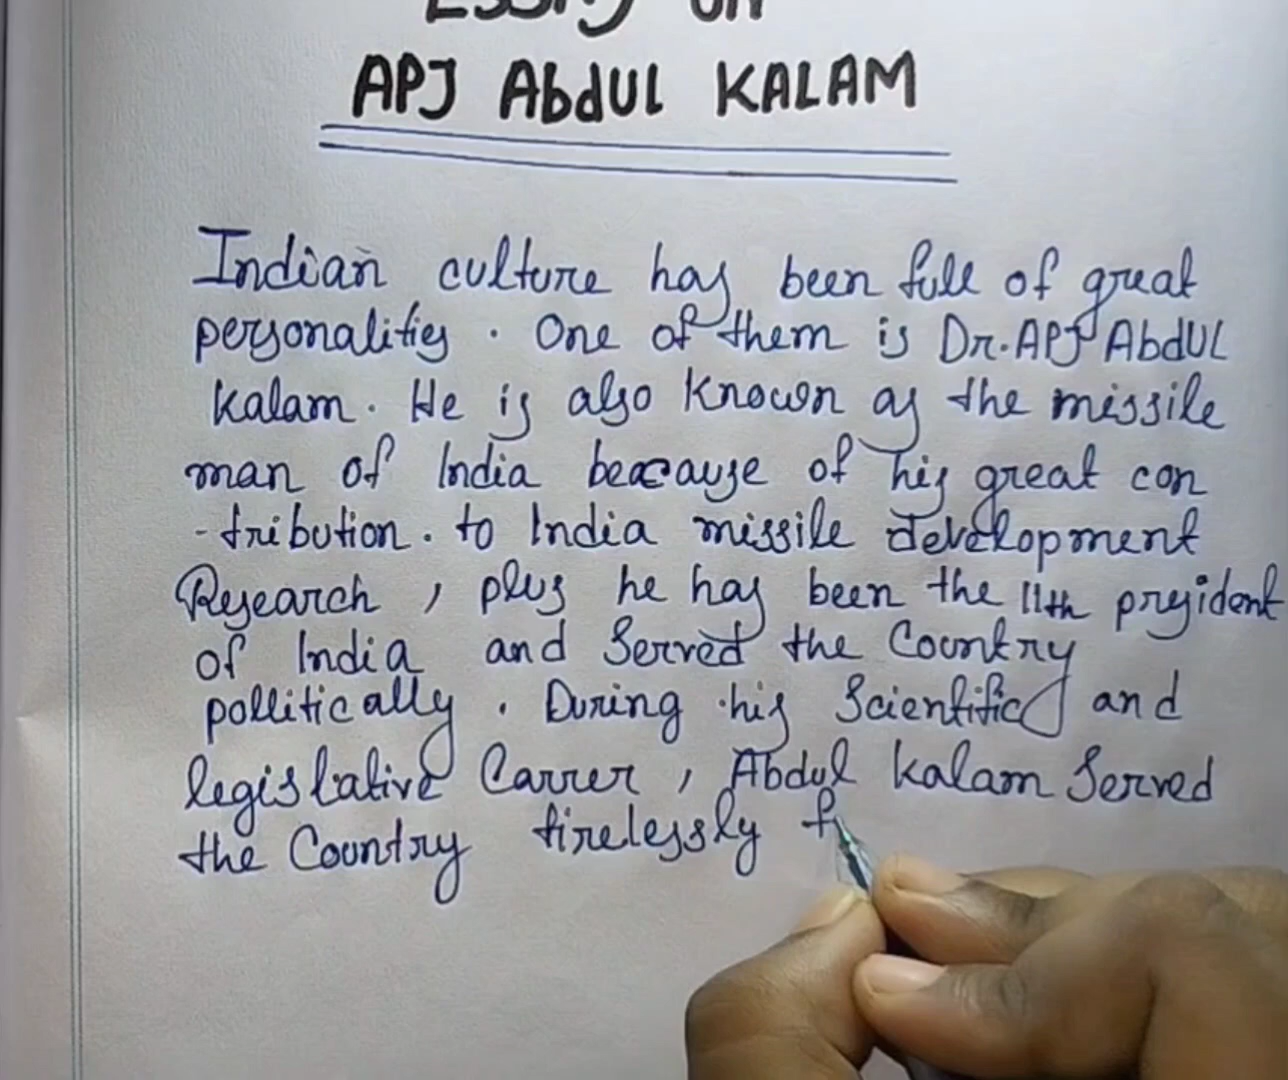 Essay on
APJ Abdul KALAM
Indian culture has been full of great
personalities. One of them is Dr. APJ Abdul
Kalam. He is also known as the missile
man of India because of his great con
-tribution. to India missile development
Research, plus he has been the 11th president
of India and Served the Country
pollitically. During his Scientific and
legislative Carrer, Abdul Kalam Served
the Country tirelessly f